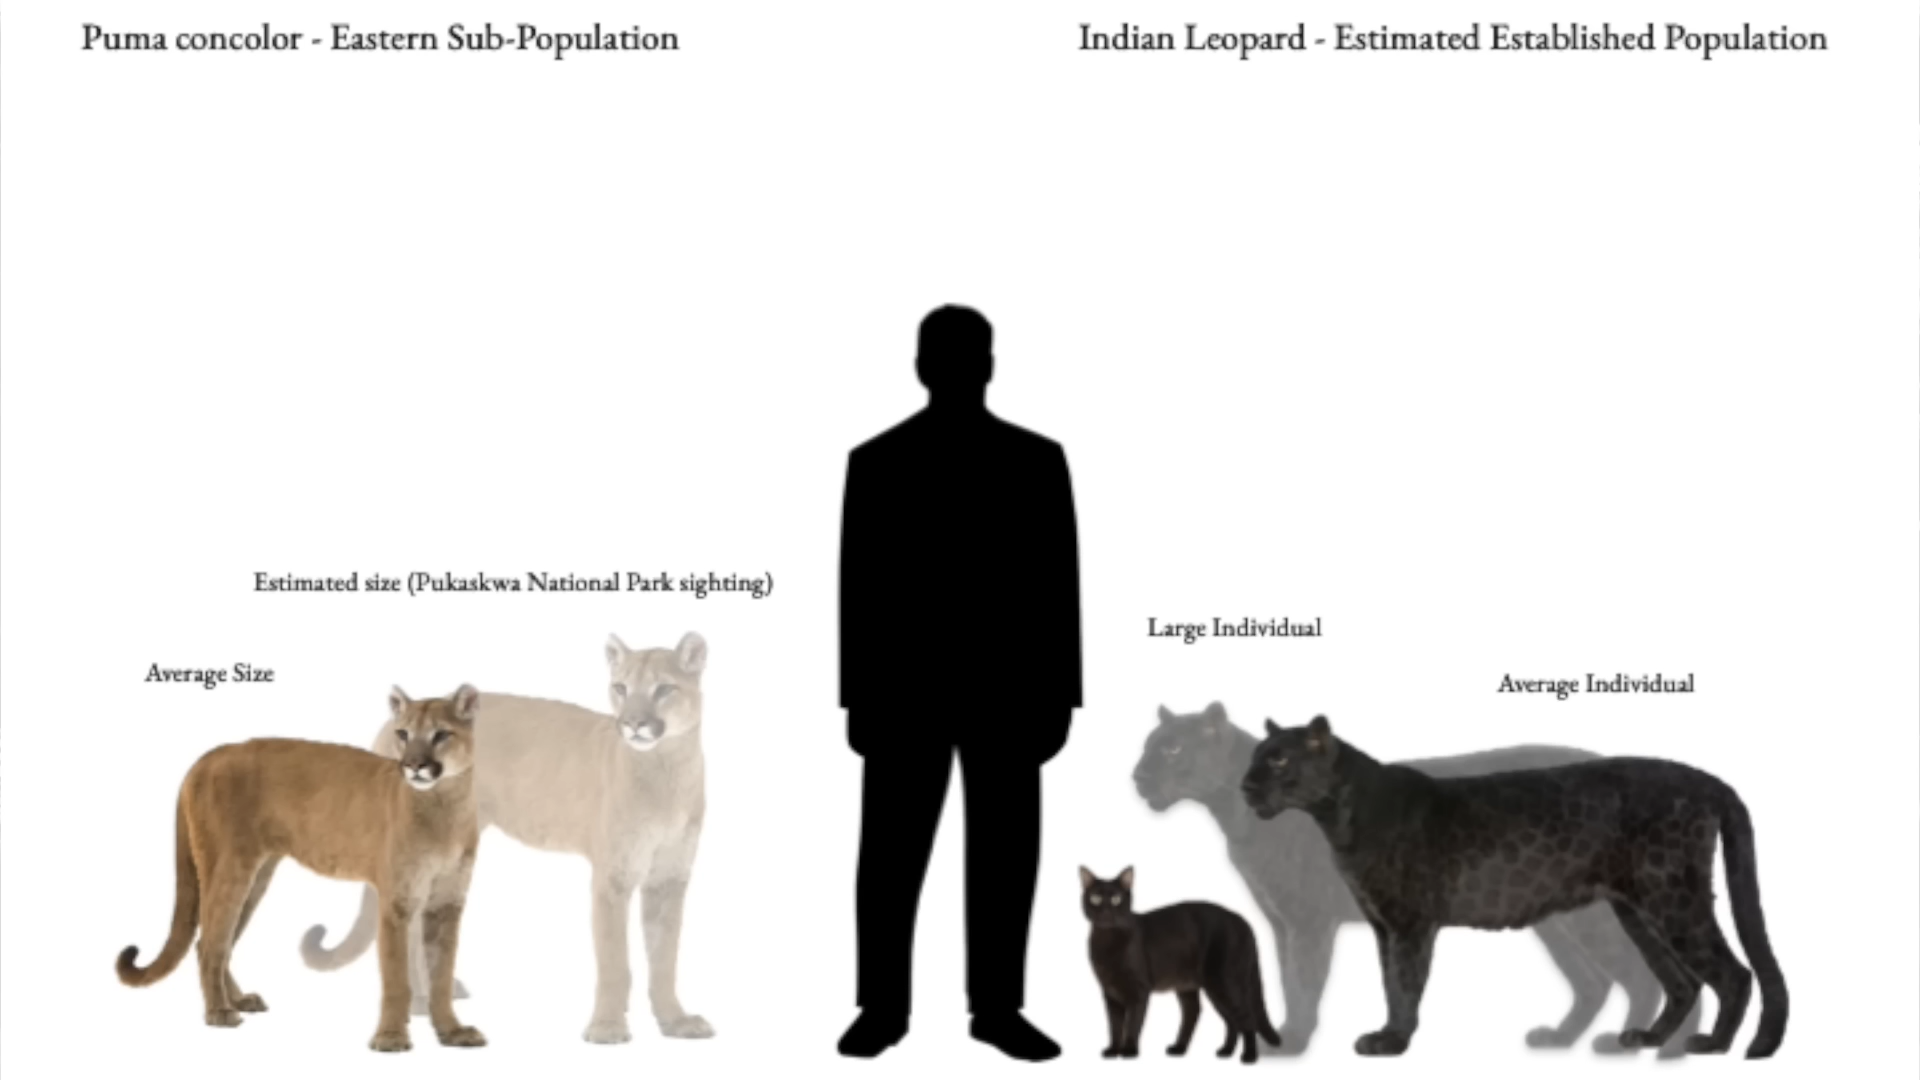 Puma concolor - Eastern Sub-Population
Indian Leopard - Estimated Established Population
Estimated size (Pukaskwa National Park sighting)
Average Size
Large Individual
Average Individual